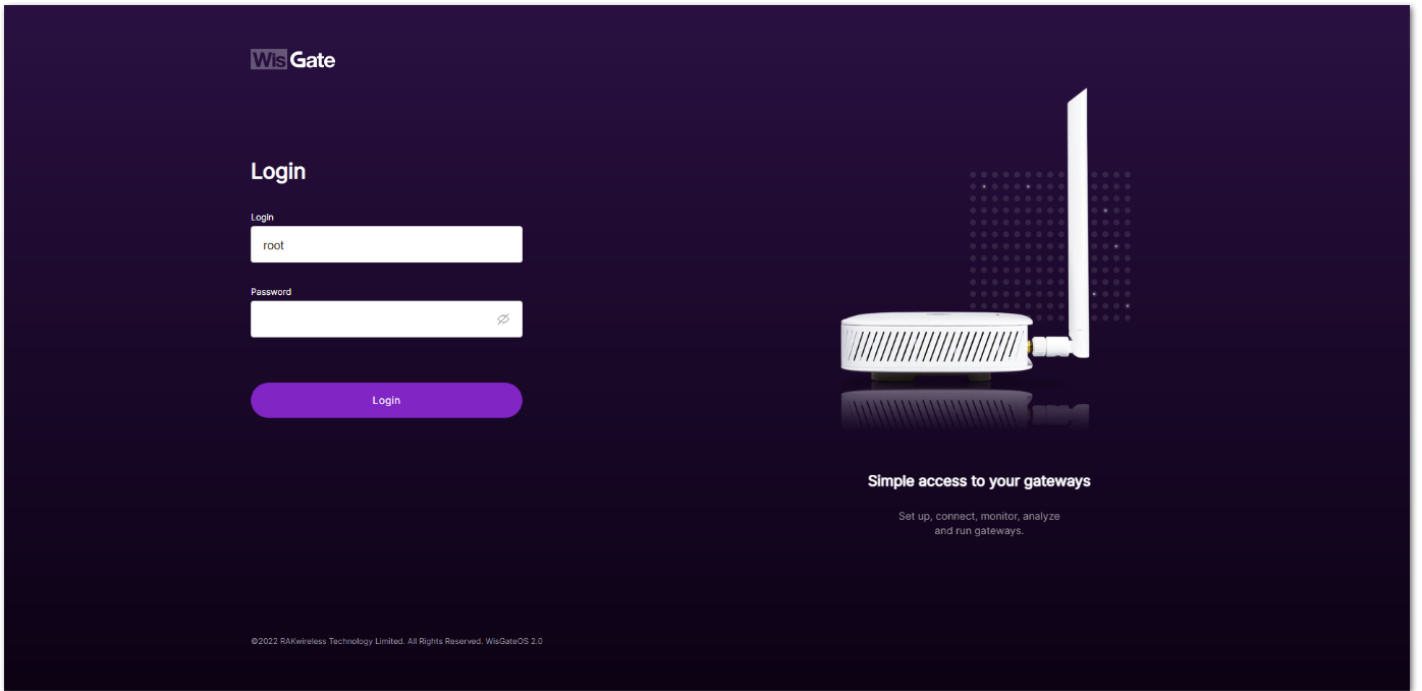 WisGate
Login
Login
root
Password
Login
Simple access to your gateways
Set up, connect, monitor, analyze
and run gateways.
©2022 RAKwireless Technology Limited. All Rights Reserved. WisGateOS 2.0